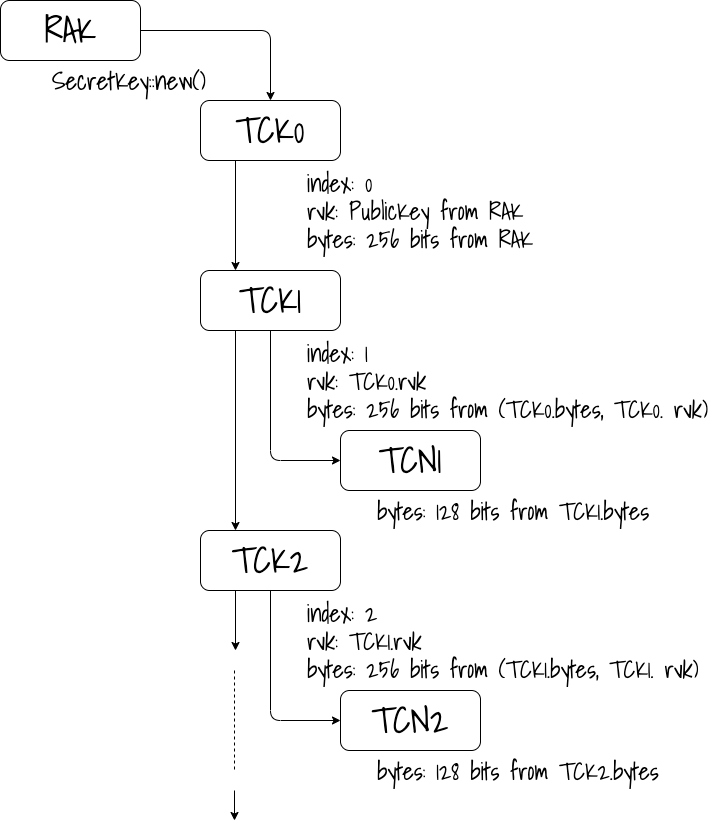 RAK
SecretKey::new()
TCK0
index: 0
rvk: PublicKey from RAK
bytes: 256 bits from RAK
TCK1
index: 1
rvk: TCK0.rvk
bytes: 256 bits from (TCK0.bytes, TCK0. rvk)
TCN1
bytes: 128 bits from TCK1.bytes
TCK2
index: 2
rvk: TCK1.rvk
bytes: 256 bits from (TCK1.bytes, TCK1. rvk)
TCN2
bytes: 128 bits from TCK2.bytes